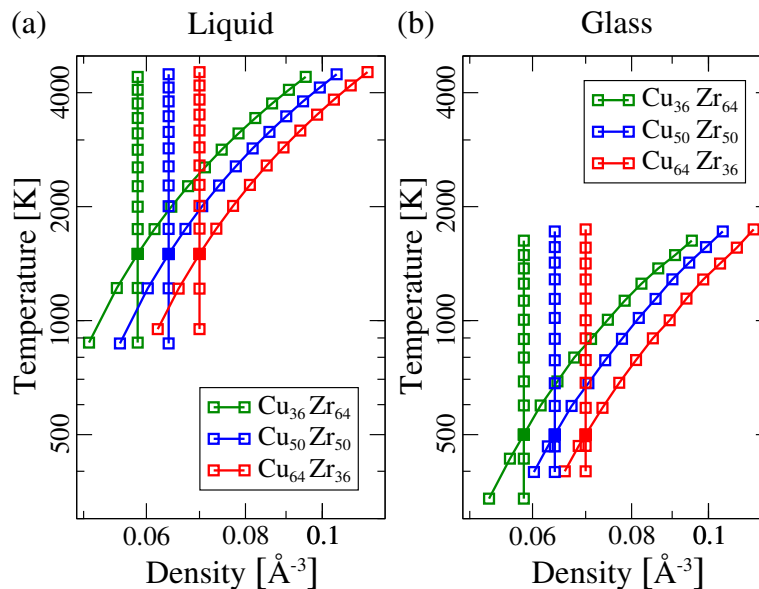 (a)
Liquid
Temperature [K]
4000
2000
1000
500
Cu₃₆ Zr₆₄
Cu₅₀ Zr₅₀
Cu₆₄ Zr₃₆
0.06
0.1
Density [Å⁻³]
(b)
Glass
Temperature [K]
4000
2000
1000
500
Cu₃₆ Zr₆₄
Cu₅₀ Zr₅₀
Cu₆₄ Zr₃₆
0.06
0.08
0.1
Density [Å⁻³]